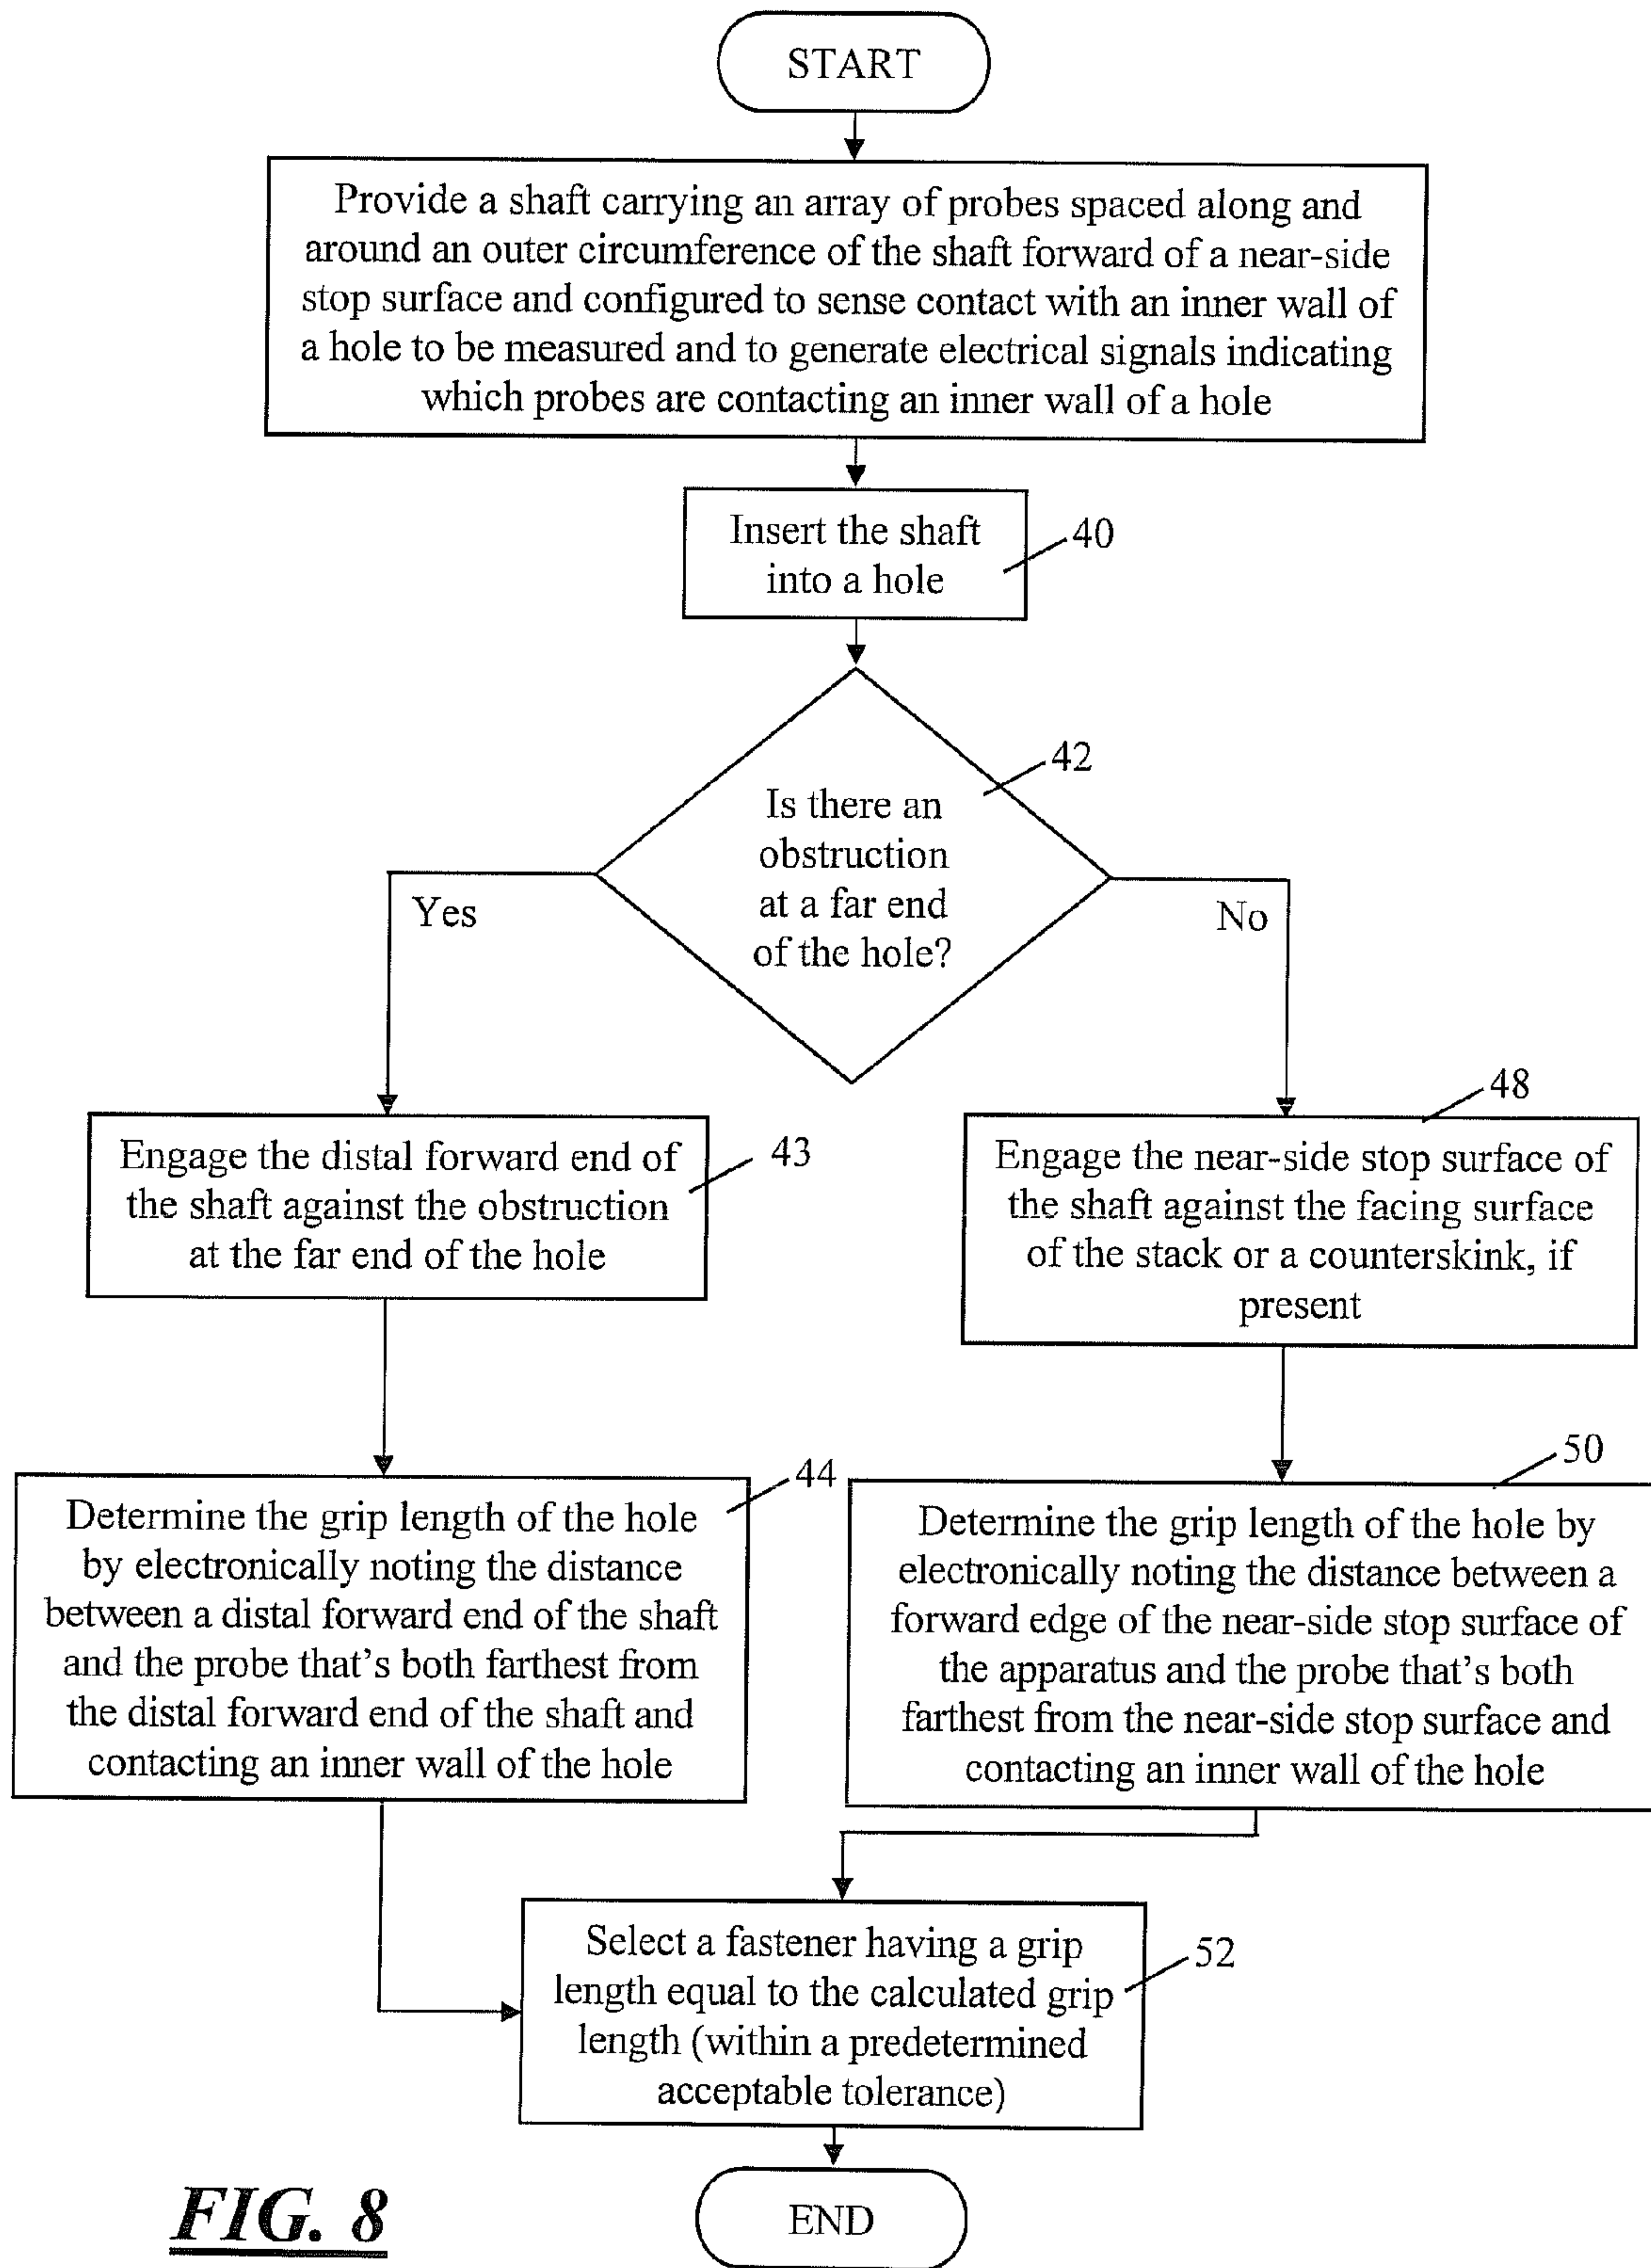 START
Provide a shaft carrying an array of probes spaced along and
around an outer circumference of the shaft forward of a near-side
stop surface and configured to sense contact with an inner wall of
a hole to be measured and to generate electrical signals indicating
which probes are contacting an inner wall of a hole
Insert the shaft
into a hole
40
42
Is there an
obstruction
at a far end
of the hole?
Yes
No
Engage the distal forward end of
the shaft against the obstruction
at the far end of the hole
43
48
Engage the near-side stop surface of
the shaft against the facing surface
of the stack or a counterskink, if
present
44
Determine the grip length of the hole
by electronically noting the distance
between a distal forward end of the shaft
and the probe that's both farthest from
the distal forward end of the shaft and
contacting an inner wall of the hole
50
Determine the grip length of the hole by
electronically noting the distance between a
forward edge of the near-side stop surface of
the apparatus and the probe that's both
farthest from the near-side stop surface and
contacting an inner wall of the hole
Select a fastener having a grip
length equal to the calculated grip
length (within a predetermined
acceptable tolerance)
52
END
FIG. 8